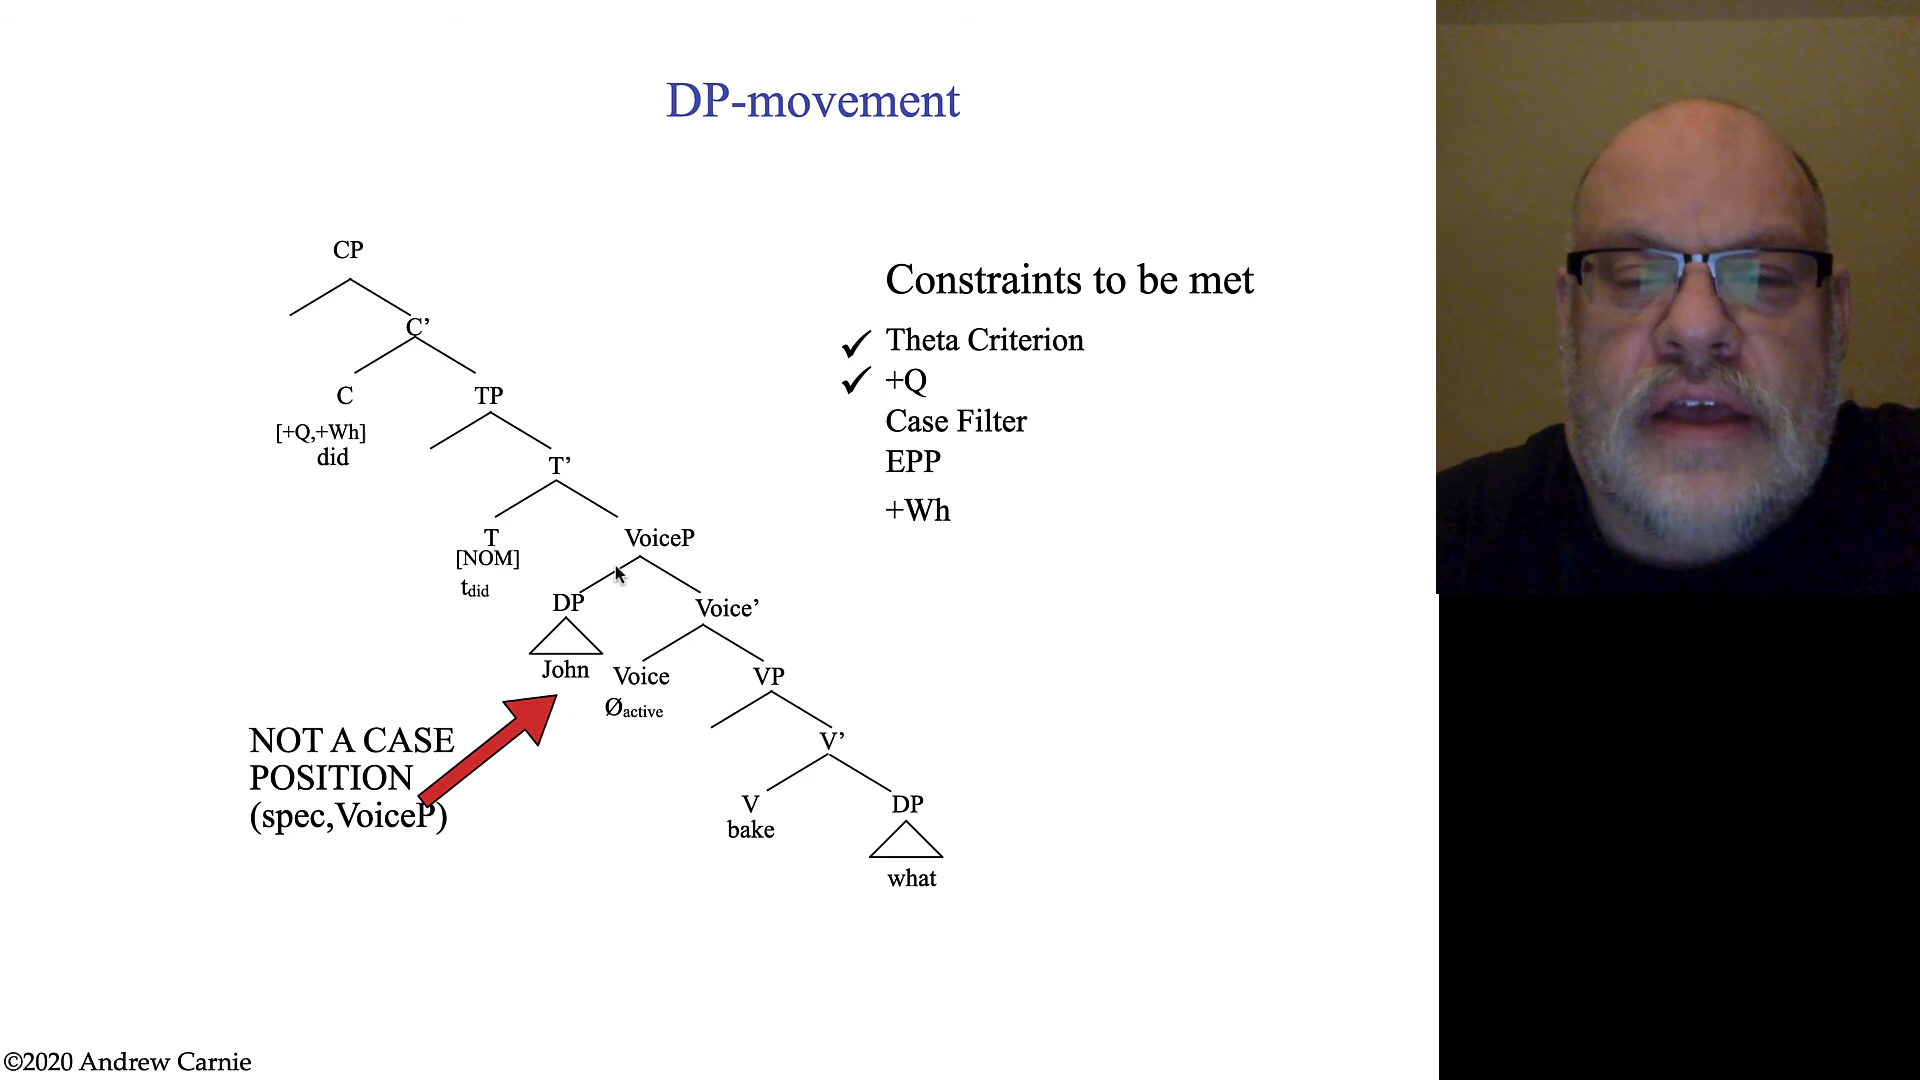 DP-movement
CP
C’
C
TP
[+Q,+Wh]
did
T’
T
VoiceP
[NOM]
tdid
DP
Voice’
John
Voice
VP
Øactive
V’
V
DP
bake
what
NOT A CASE
POSITION
(spec,VoiceP)
Constraints to be met
✓ Theta Criterion
✓ +Q
Case Filter
EPP
+Wh
©2020 Andrew Carnie